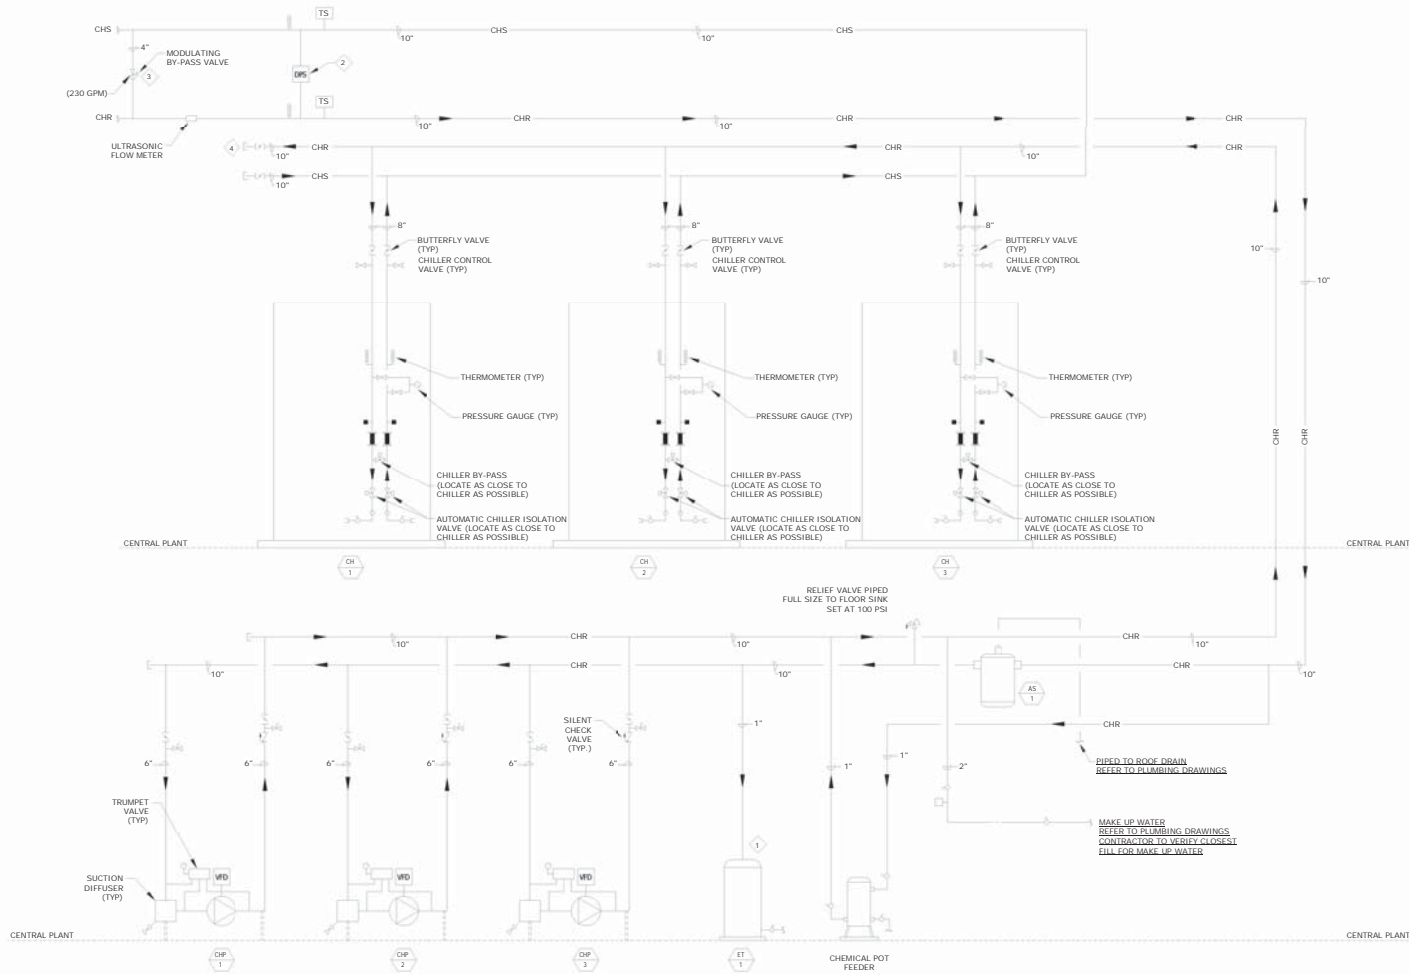 TS
CHS
10"
CHS
10"
CHS
4"
MODULATING
BY-PASS VALVE
3
(230 GPM)
DPS
2
TS
CHR
10"
CHR
10"
CHR
CHR
ULTRASONIC
FLOW METER
4
10"
CHR
CHR
10"
CHR
10"
CHS
CHS
8"
8"
8"
BUTTERFLY VALVE
(TYP)
CHILLER CONTROL
VALVE (TYP)
BUTTERFLY VALVE
(TYP)
CHILLER CONTROL
VALVE (TYP)
BUTTERFLY VALVE
(TYP)
CHILLER CONTROL
VALVE (TYP)
10"
10"
THERMOMETER (TYP)
THERMOMETER (TYP)
THERMOMETER (TYP)
PRESSURE GAUGE (TYP)
PRESSURE GAUGE (TYP)
PRESSURE GAUGE (TYP)
CHR
CHR
CHILLER BY-PASS
(LOCATE AS CLOSE TO
CHILLER AS POSSIBLE)
CHILLER BY-PASS
(LOCATE AS CLOSE TO
CHILLER AS POSSIBLE)
CHILLER BY-PASS
(LOCATE AS CLOSE TO
CHILLER AS POSSIBLE)
AUTOMATIC CHILLER ISOLATION
VALVE (LOCATE AS CLOSE TO
CHILLER AS POSSIBLE)
AUTOMATIC CHILLER ISOLATION
VALVE (LOCATE AS CLOSE TO
CHILLER AS POSSIBLE)
AUTOMATIC CHILLER ISOLATION
VALVE (LOCATE AS CLOSE TO
CHILLER AS POSSIBLE)
CENTRAL PLANT
CENTRAL PLANT
CH
1
CH
2
CH
3
RELIEF VALVE PIPED
FULL SIZE TO FLOOR SINK
SET AT 100 PSI
10"
CHR
10"
CHR
10"
10"
CHR
10"
CHR
10"
AS
1
SILENT
CHECK
VALVE
(TYP.)
1"
CHR
6"
6"
6"
6"
6"
6"
1"
1"
2"
PIPED TO ROOF DRAIN
REFER TO PLUMBING DRAWINGS
TRUMPET
VALVE
(TYP)
MAKE UP WATER
REFER TO PLUMBING DRAWINGS
CONTRACTOR TO VERIFY CLOSEST
FILL FOR MAKE UP WATER
1
SUCTION
DIFFUSER
(TYP)
VFD
VFD
VFD
CENTRAL PLANT
CENTRAL PLANT
CHP
1
CHP
2
CHP
3
ET
1
CHEMICAL POT
FEEDER